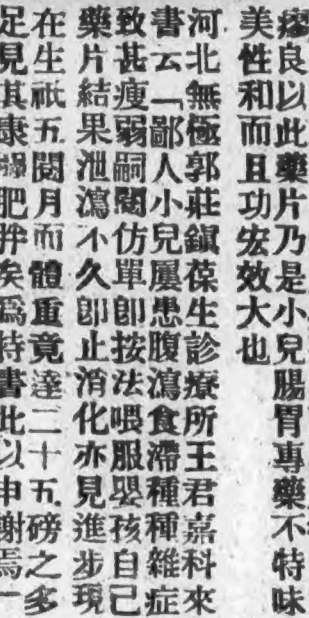 瘳良以此藥片乃是小兒腸胃專藥不特味
美性和而且功宏效大也
河北無極郭莊鎭葆生診療所王君嘉科來
書云「鄙人小兒屢患腹瀉食滯種種雜症
致甚瘦弱嗣閱仿單卽按法喂服嬰孩自己
藥片結果泄瀉不久卽止消化亦見進步現
在生祇五閱月而體重竟達二十五磅之多
足見其康健肥胖矣爲特書此以申謝焉」